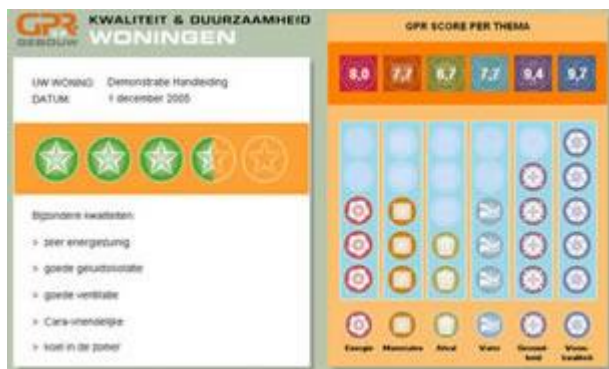 GPR
GEBOUW
KWALITEIT & DUURZAAMHEID
WONINGEN
UW WONING: Demonstratie Handleiding
DATUM: 1 december 2005
Bijzondere kwaliteiten:
» zeer energiezuinig
» goede geluidsisolatie
» goede ventilatie
» Cara-vriendelijke
» koel in de zomer
GPR SCORE PER THEMA
8,0 7,7 6,7 7,7 9,4 9,7
Energie Materialen Afval Water Gezond-heid Woon-kwaliteit